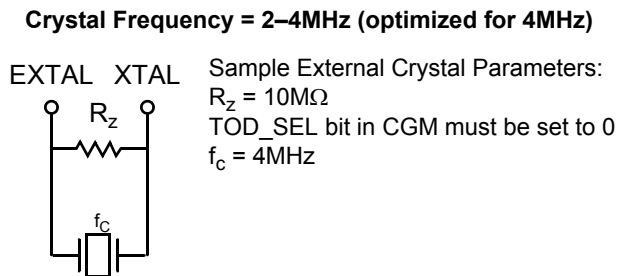 Crystal Frequency = 2–4MHz (optimized for 4MHz)
EXTAL XTAL
Sample External Crystal Parameters:
Rz = 10MΩ
TOD_SEL bit in CGM must be set to 0
fc = 4MHz
Rz
fC